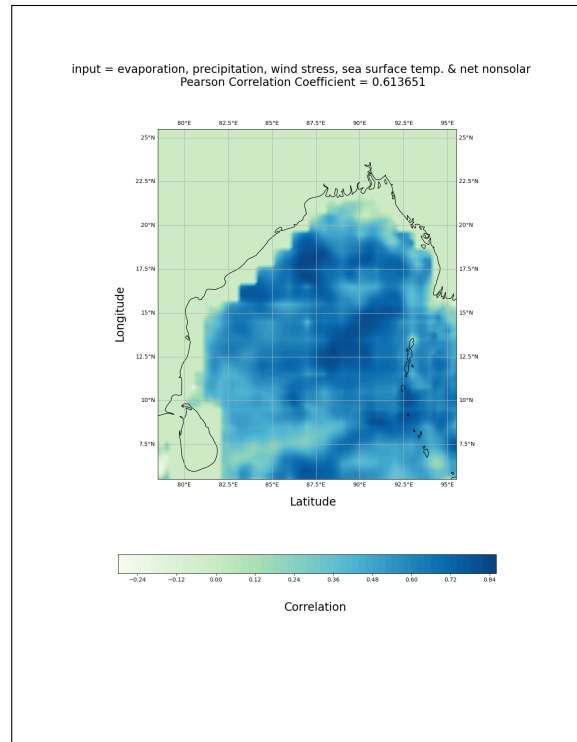 input = evaporation, precipitation, wind stress, sea surface temp. & net nonsolar
Pearson Correlation Coefficient = 0.613651
80°E 82.5°E 85°E 87.5°E 90°E 92.5°E 95°E
25°N 25°N
22.5°N 22.5°N
20°N 20°N
17.5°N 17.5°N
15°N 15°N
12.5°N 12.5°N
10°N 10°N
7.5°N 7.5°N
Longitude
80°E 82.5°E 85°E 87.5°E 90°E 92.5°E 95°E
Latitude
−0.24 −0.12 0.00 0.12 0.24 0.36 0.48 0.60 0.72 0.84
Correlation